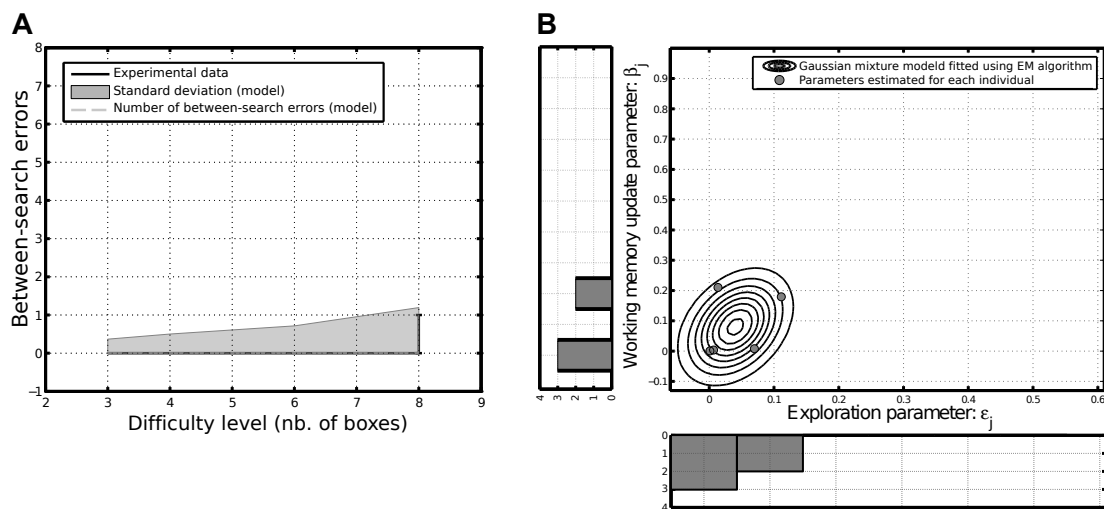 A
Between-search errors
8
7
6
5
4
3
2
1
0
−1
Experimental data
Standard deviation (model)
Number of between-search errors (model)
2 3 4 5 6 7 8 9
Difficulty level (nb. of boxes)
B
4 3 2 1 0
Working memory update parameter: β_j
0.9
0.8
0.7
0.6
0.5
0.4
0.3
0.2
0.1
0
−0.1
Gaussian mixture modeld fitted using EM algorithm
Parameters estimated for each individual
0 0.1 0.2 0.3 0.4 0.5 0.6
Exploration parameter: ε_j
0
1
2
3
4